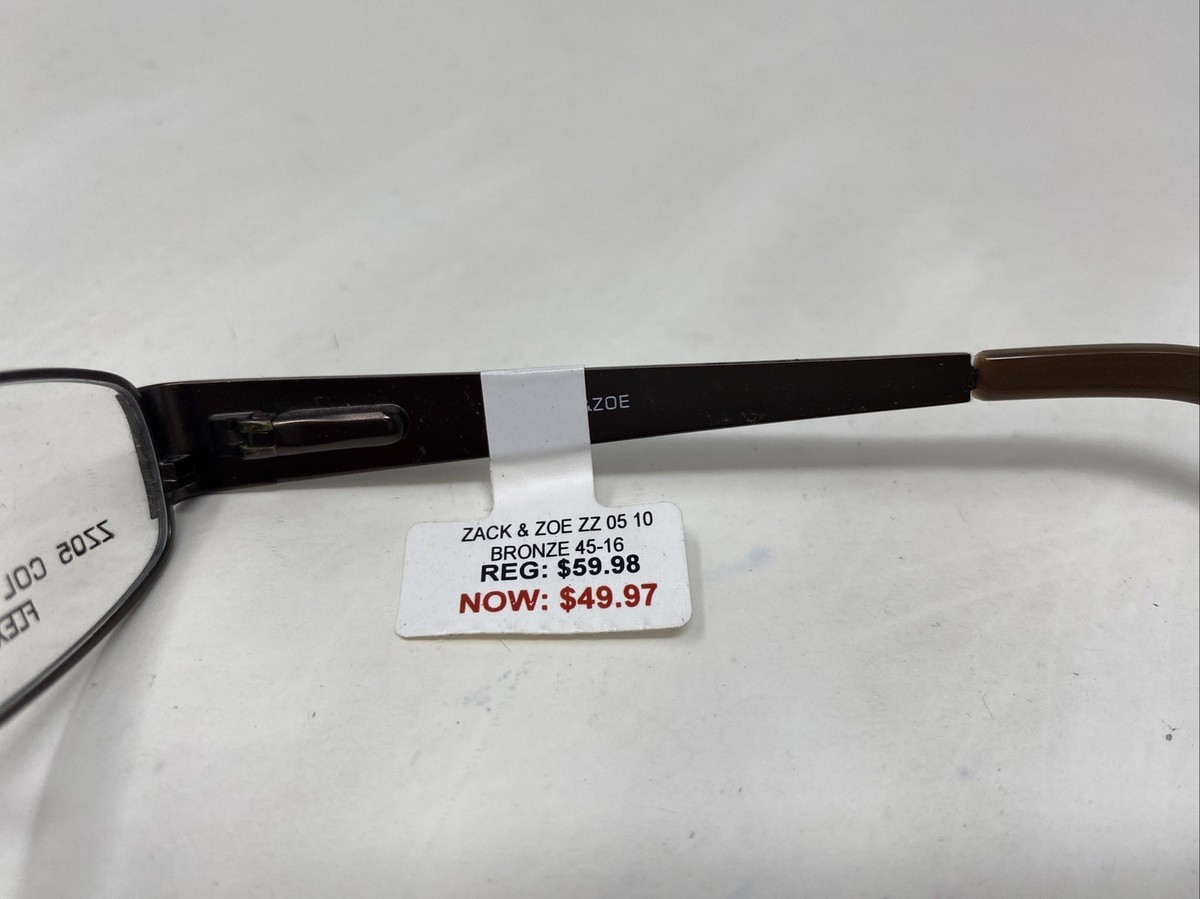 &ZOE
ZACK & ZOE ZZ 05 10
BRONZE 45-16
REG: $59.98
NOW: $49.97
ZZ05 COL
FLEX